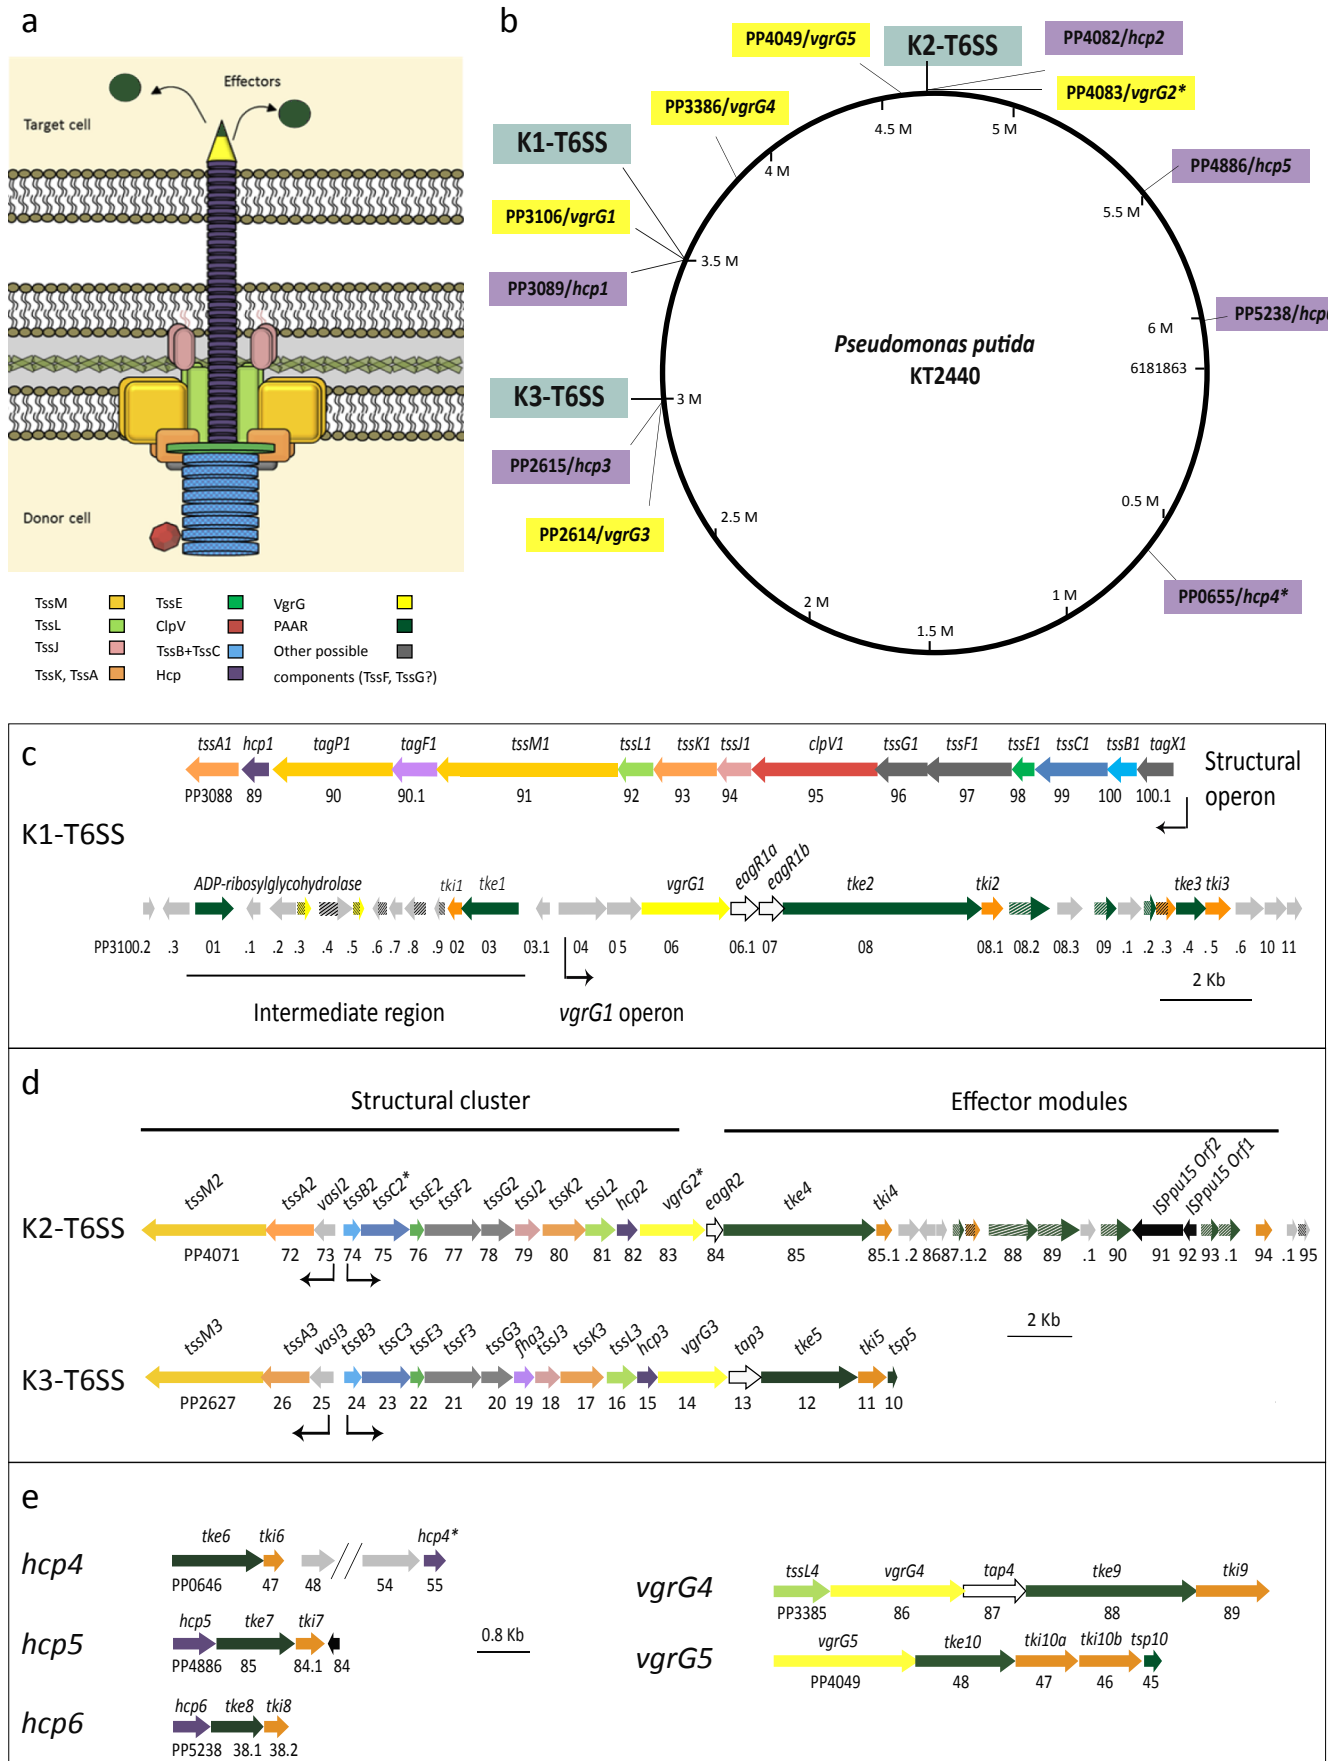 a
Effectors
Target cell
Donor cell
TssM TssE VgrG
TssL ClpV PAAR
TssJ TssB+TssC Other possible
TssK, TssA Hcp components (TssF, TssG?)
b
PP4049/vgrG5 K2-T6SS PP4082/hcp2
PP4083/vgrG2*
PP3386/vgrG4
K1-T6SS
PP4886/hcp5
PP3106/vgrG1
PP3089/hcp1
PP5238/hcp
K3-T6SS
PP2615/hcp3
PP2614/vgrG3
PP0655/hcp4*
4.5 M 5 M
4 M
5.5 M
3.5 M
6 M
6181863
3 M
0.5 M
2.5 M
1 M
2 M
1.5 M
Pseudomonas putida
KT2440
c
tssA1 hcp1 tagP1 tagF1 tssM1 tssL1 tssK1 tssJ1 clpV1 tssG1 tssF1 tssE1 tssC1 tssB1 tagX1
PP3088 89 90 90.1 91 92 93 94 95 96 97 98 99 100 100.1
Structural
operon
K1-T6SS
ADP-ribosylglycohydrolase tki1 tke1 vgrG1 eagR1a eagR1b tke2 tki2 tke3 tki3
PP3100.2 .3 01 .1 .2 .3 .4 .5 .6 .7 .8 .9 02 03 03.1 04 05 06 06.1 07 08 08.1 08.2 08.3 09 .1 .2 .3 .4 .5 .6 10 11
2 Kb
Intermediate region
vgrG1 operon
d
Structural cluster Effector modules
K2-T6SS
tssM2 tssA2 vasI2 tssB2 tssC2* tssE2 tssF2 tssG2 tssJ2 tssK2 tssL2 hcp2 vgrG2* eagR2 tke4 tki4 ISPpu15 Orf2 ISPpu15 Orf1
PP4071 72 73 74 75 76 77 78 79 80 81 82 83 84 85 85.1 .2 86 87 .1 .2 88 89 .1 90 91 92 93 .1 94 .1 95
2 Kb
K3-T6SS
tssM3 tssA3 vasI3 tssB3 tssC3 tssE3 tssF3 tssG3 fha3 tssJ3 tssK3 tssL3 hcp3 vgrG3 tap3 tke5 tki5 tsp5
PP2627 26 25 24 23 22 21 20 19 18 17 16 15 14 13 12 11 10
e
hcp4
tke6 tki6 hcp4*
PP0646 47 48 54 55
hcp5
hcp5 tke7 tki7
PP4886 85 84.1 84
0.8 Kb
hcp6
hcp6 tke8 tki8
PP5238 38.1 38.2
vgrG4
tssL4 vgrG4 tap4 tke9 tki9
PP3385 86 87 88 89
vgrG5
vgrG5 tke10 tki10a tki10b tsp10
PP4049 48 47 46 45